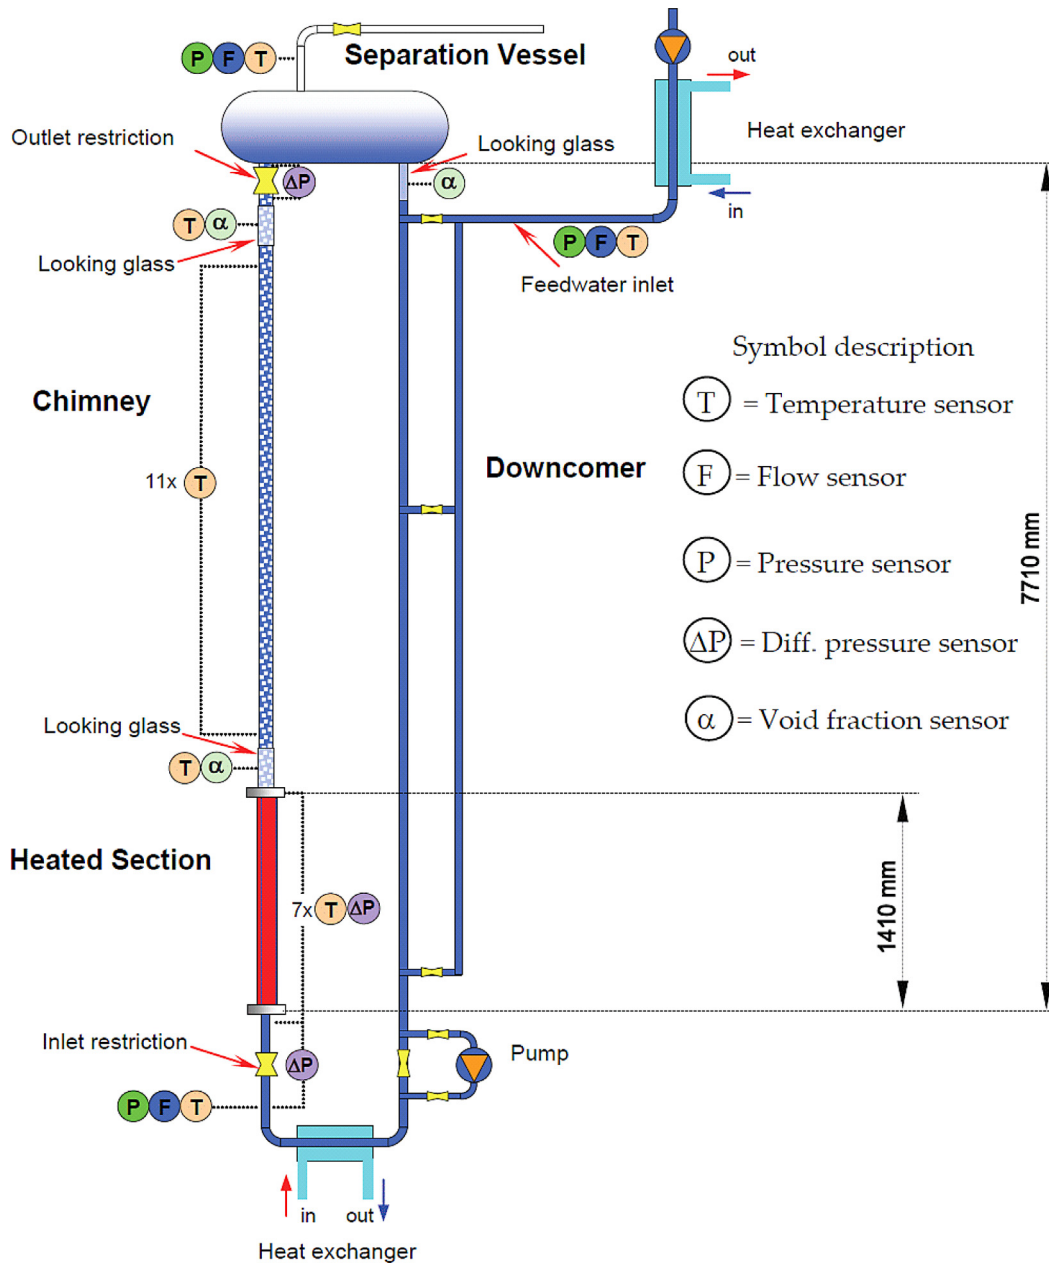 P F T
Separation Vessel
out
Heat exchanger
in
Outlet restriction
Looking glass
ΔP
α
T α
Looking glass
P F T
Feedwater inlet
Symbol description
T = Temperature sensor
F = Flow sensor
P = Pressure sensor
ΔP = Diff. pressure sensor
α = Void fraction sensor
Chimney
11x T
Downcomer
7710 mm
Looking glass
T α
Heated Section
7x T ΔP
1410 mm
Inlet restriction
ΔP
Pump
P F T
in
out
Heat exchanger